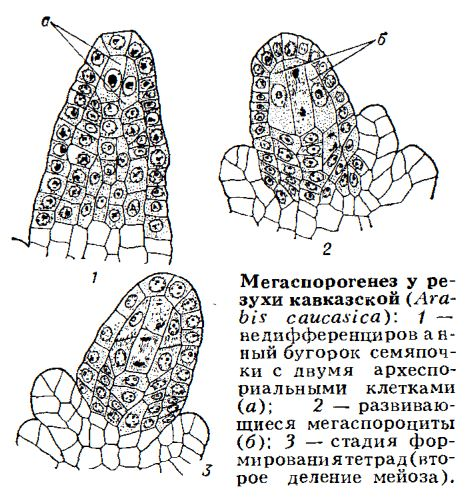 а
б
1
2
3
Мегаспорогенез у ре-
зухи кавказской (Ara-
bis caucasica): 1 —
недифференцирован-
ный бугорок семяпоч-
ки с двумя археспо-
риальными клетками
(а); 2 — развиваю-
щиеся мегаспороциты
(б); 3 — стадия фор-
мирования тетрад (вто-
рое деление мейоза).